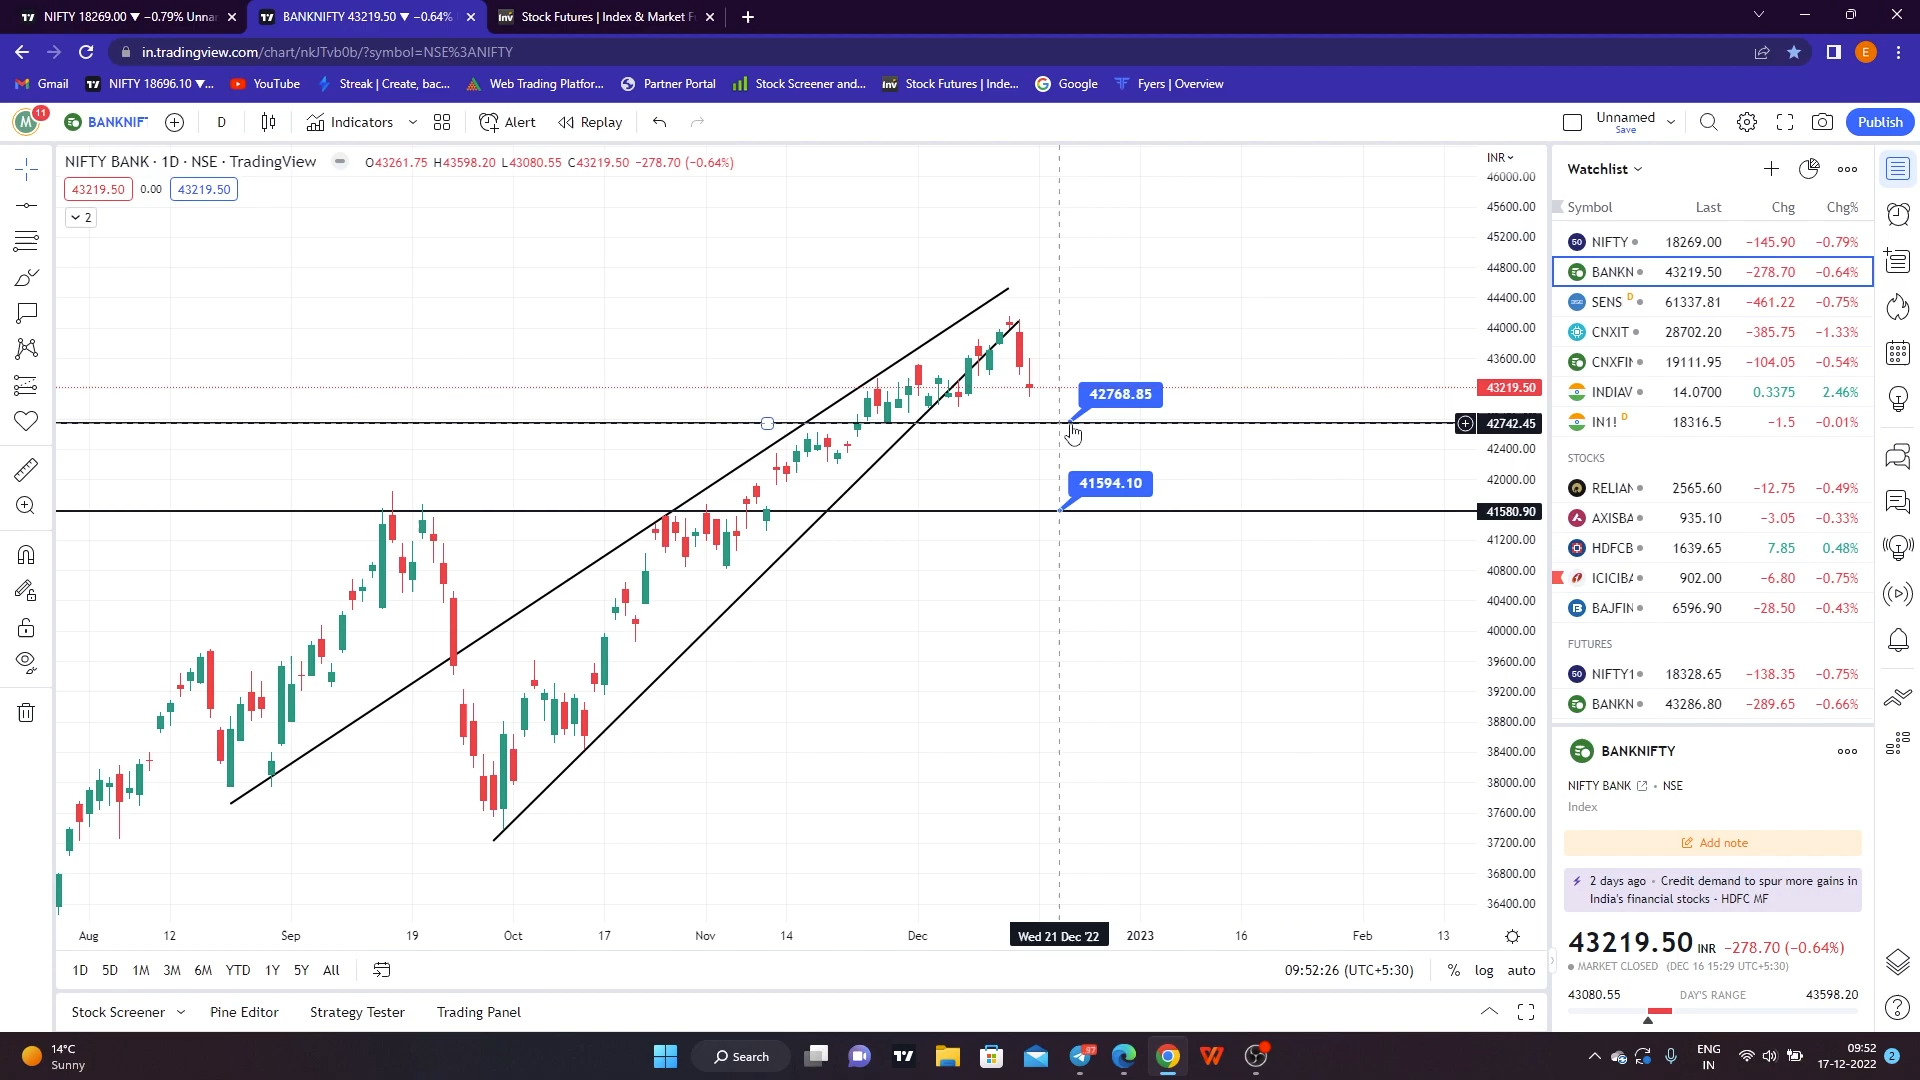 NIFTY 18269.00 ▼ −0.79% Unnar
BANKNIFTY 43219.50 ▼ −0.64%
Stock Futures | Index & Market F
in.tradingview.com/chart/nkJTvb0b/?symbol=NSE%3ANIFTY
E
Gmail
NIFTY 18696.10 ▼...
YouTube
Streak | Create, bac...
Web Trading Platfor...
Partner Portal
Stock Screener and...
Inv Stock Futures | Inde...
Google
Fyers | Overview
M 11
BANKNIF
D
Indicators
Alert
Replay
Unnamed
Save
Publish
NIFTY BANK · 1D · NSE · TradingView
O43261.75 H43598.20 L43080.55 C43219.50 −278.70 (−0.64%)
43219.50 0.00 43219.50
2
INR
46000.00
45600.00
45200.00
44800.00
44400.00
44000.00
43600.00
43219.50
42768.85
42742.45
42400.00
42000.00
41594.10
41580.90
41200.00
40800.00
40400.00
40000.00
39600.00
39200.00
38800.00
38400.00
38000.00
37600.00
37200.00
36800.00
36400.00
Aug 12 Sep 19 Oct 17 Nov 14 Dec Wed 21 Dec '22 2023 16 Feb 13
1D 5D 1M 3M 6M YTD 1Y 5Y All
09:52:26 (UTC+5:30) % log auto
Stock Screener Pine Editor Strategy Tester Trading Panel
Watchlist
Symbol Last Chg Chg%
50 NIFTY 18269.00 −145.90 −0.79%
BANKN 43219.50 −278.70 −0.64%
SENS D 61337.81 −461.22 −0.75%
CNXIT 28702.20 −385.75 −1.33%
CNXFIN 19111.95 −104.05 −0.54%
INDIAV 14.0700 0.3375 2.46%
IN1! D 18316.5 −1.5 −0.01%
STOCKS
RELIAN 2565.60 −12.75 −0.49%
AXISBA 935.10 −3.05 −0.33%
HDFCB 1639.65 7.85 0.48%
ICICIBA 902.00 −6.80 −0.75%
BAJFIN 6596.90 −28.50 −0.43%
FUTURES
50 NIFTY1 18328.65 −138.35 −0.75%
BANKN 43286.80 −289.65 −0.66%
BANKNIFTY
NIFTY BANK • NSE
Index
Add note
2 days ago • Credit demand to spur more gains in
India's financial stocks - HDFC MF
43219.50 INR −278.70 (−0.64%)
MARKET CLOSED (DEC 16 15:29 UTC+5:30)
43080.55 DAY'S RANGE 43598.20
14°C
Sunny
Search
97
ENG
IN
09:52
17-12-2022
2